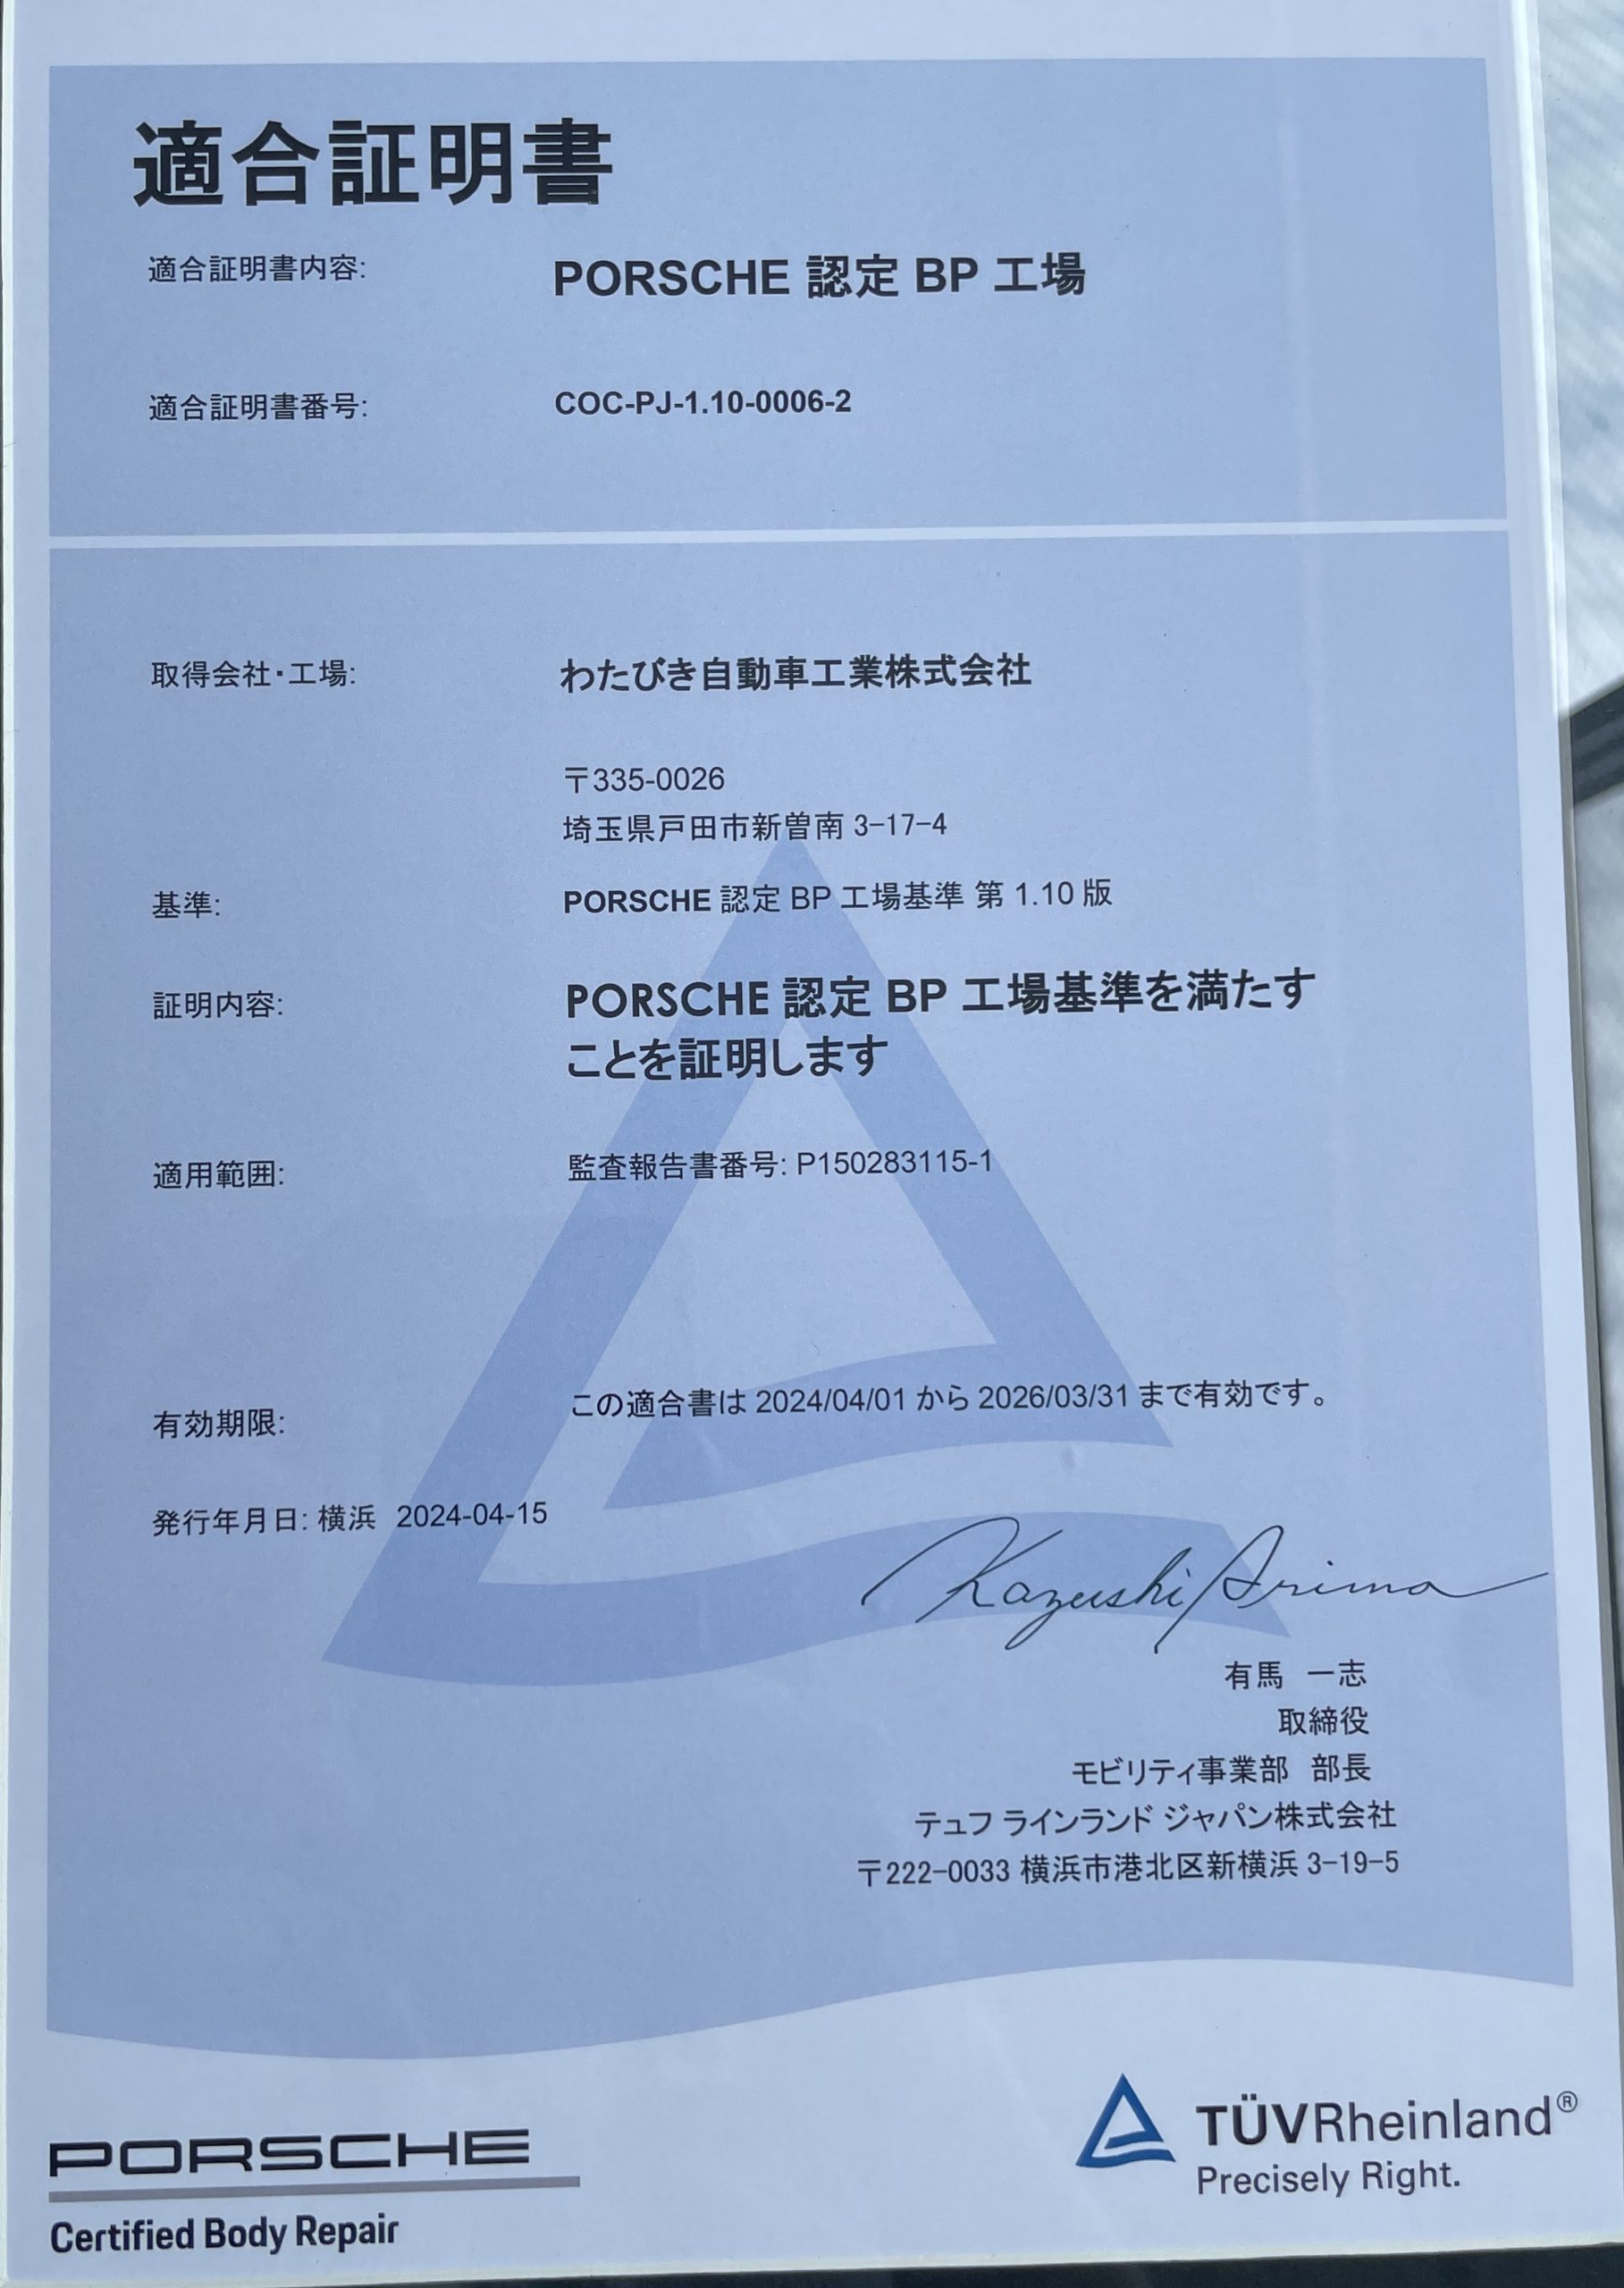 適合証明書
適合証明書内容: PORSCHE 認定 BP 工場
適合証明書番号: COC-PJ-1.10-0006-2
取得会社・工場: わたびき自動車工業株式会社
〒335-0026
埼玉県戸田市新曽南 3-17-4
基準: PORSCHE 認定 BP 工場基準 第 1.10 版
証明内容: PORSCHE 認定 BP 工場基準を満たす
ことを証明します
適用範囲: 監査報告書番号: P150283115-1
有効期限: この適合書は 2024/04/01 から 2026/03/31 まで有効です。
発行年月日: 横浜 2024-04-15
Kazushi Arima
有馬 一志
取締役
モビリティ事業部 部長
テュフ ラインランド ジャパン株式会社
〒222-0033 横浜市港北区新横浜 3-19-5
PORSCHE
Certified Body Repair
TÜVRheinland®
Precisely Right.